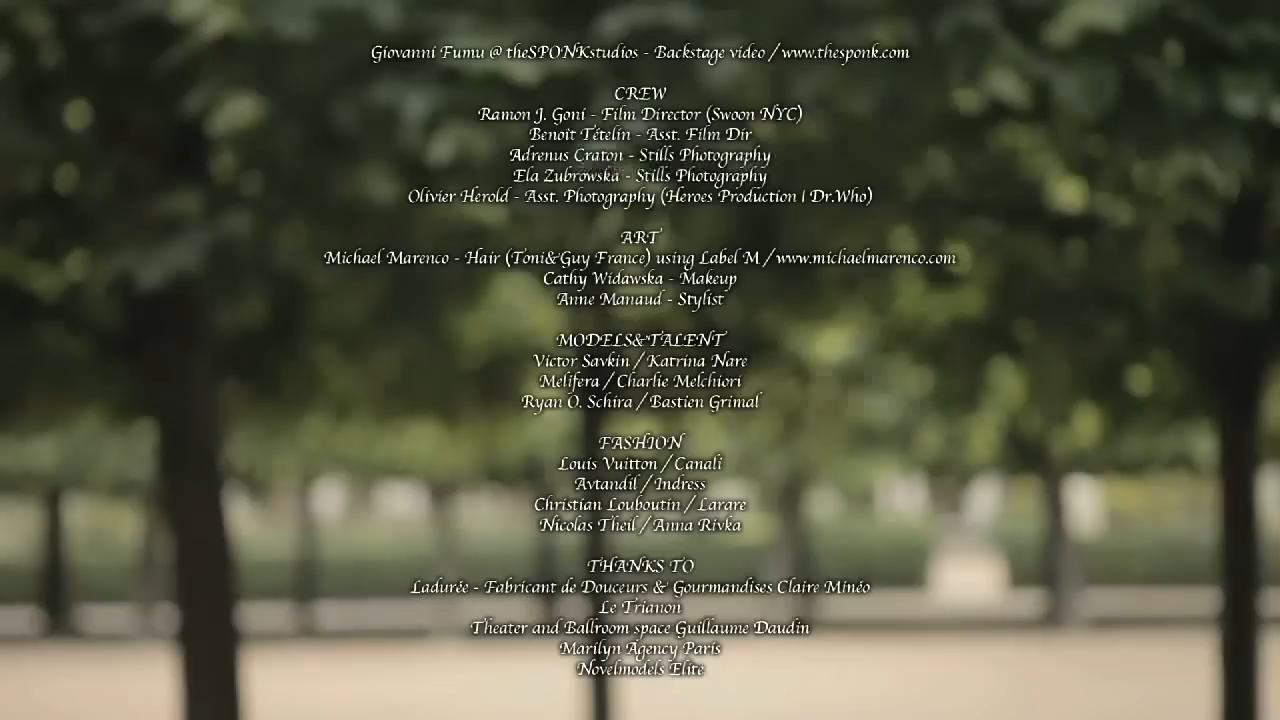 Giovanni Fumu @ theSPONKstudios - Backstage video / www.thesponk.com
CREW
Ramon J. Goni - Film Director (Swoon NYC)
Benoit Tételin - Asst. Film Dir
Adrenus Craton - Stills Photography
Ela Zubrowska - Stills Photography
Olivier Herold - Asst. Photography (Heroes Production | Dr.Who)
ART
Michael Marenco - Hair (Toni&Guy France) using Label M / www.michaelmarenco.com
Cathy Widawska - Makeup
Anne Manaud - Stylist
MODELS&TALENT
Victor Savkin / Katrina Nare
Melifera / Charlie Melchiori
Ryan O. Schira / Bastien Grimal
FASHION
Louis Vuitton / Canali
Avtandil / Indress
Christian Louboutin / Larare
Nicolas Theil / Anna Rivka
THANKS TO
Ladurée - Fabricant de Douceurs & Gourmandises Claire Minéo
Le Trianon
Theater and Ballroom space Guillaume Daudin
Marilyn Agency Paris
Novelmodels Elite